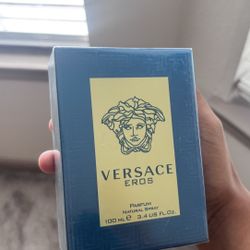 VERSACE
EROS
PARFUM
NATURAL SPRAY
100 ML ℮ 3.4 US FL.OZ.